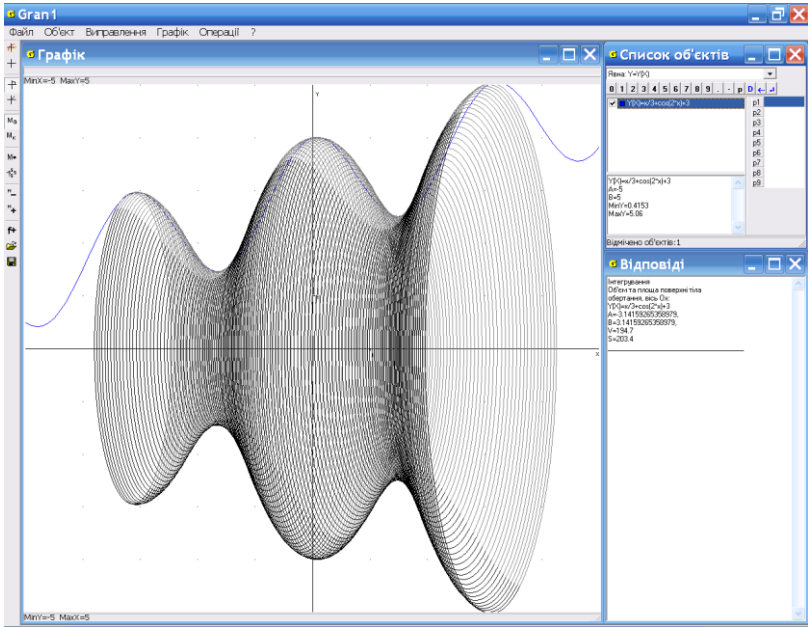 Gran1
Файл Об'єкт Виправлення Графік Операції ?
Графік
MinX=-5 MaxY=5
Y
X
MinY=-5 MaxX=5
Список об'єктів
Явна: Y=Y(X)
0 1 2 3 4 5 6 7 8 9 . - p D
Y(X)=x/3+cos(2*x)+3
p1
p2
p3
p4
p5
p6
p7
p8
p9
Y(X)=x/3+cos(2*x)+3
A=-5
B=5
MinY=0.4153
MaxY=5.06
Відмічено об'єктів:1
Відповіді
Інтегрування
Об'єм та площа поверхні тіла
обертання, вісь Ox:
Y(X)=x/3+cos(2*x)+3
A=-3.14159265358979,
B=3.14159265358979,
V=194.7
S=203.4